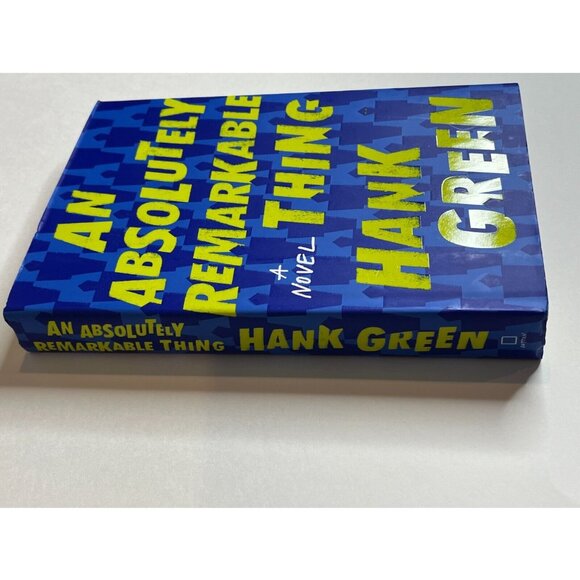 AN
ABSOLUTELY
REMARKABLE
THING
A
NOVEL
HANK
GREEN
AN ABSOLUTELY
REMARKABLE THING
HANK GREEN